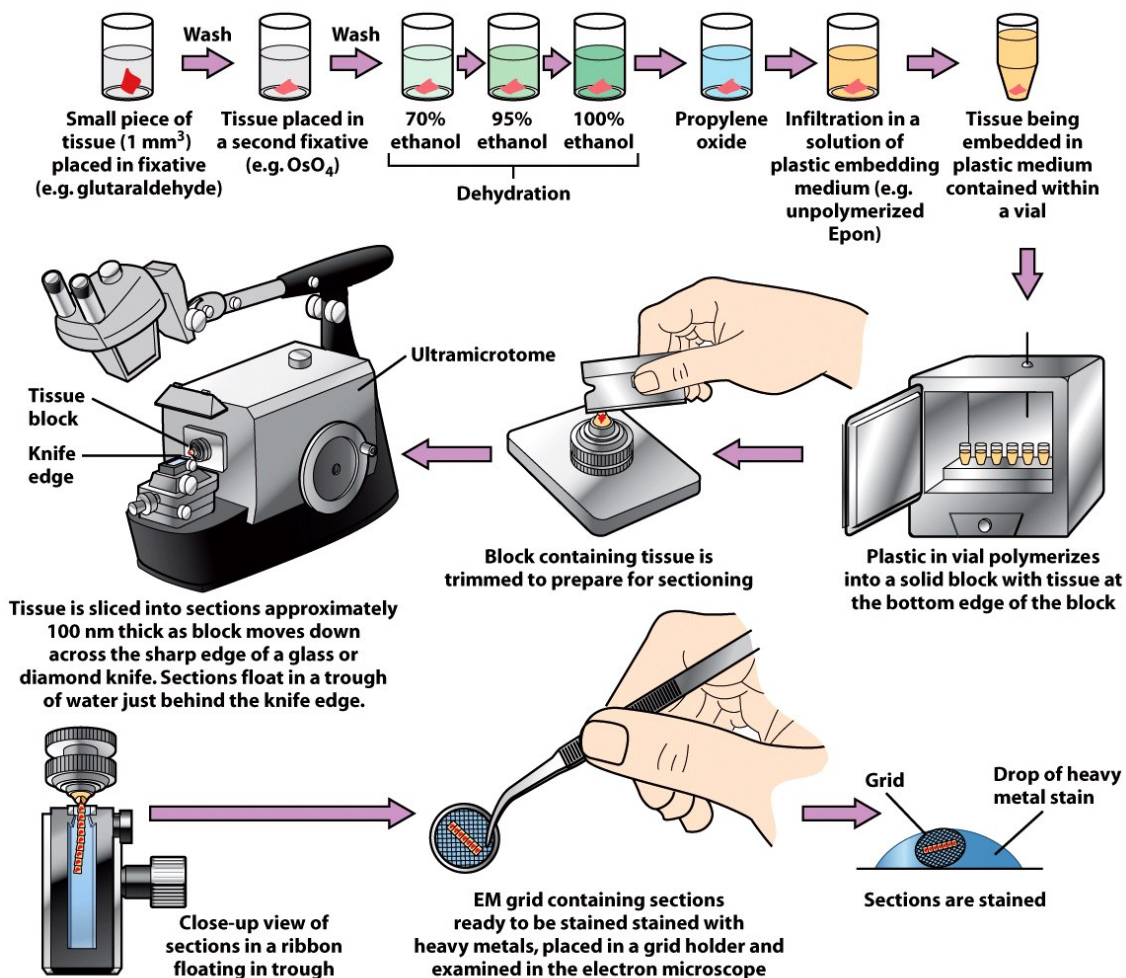 Wash
Wash
Small piece of
tissue (1 mm³)
placed in fixative
(e.g. glutaraldehyde)
Tissue placed in
a second fixative
(e.g. OsO₄)
70%
ethanol
95%
ethanol
100%
ethanol
Dehydration
Propylene
oxide
Infiltration in a
solution of
plastic embedding
medium (e.g.
unpolymerized
Epon)
Tissue being
embedded in
plastic medium
contained within
a vial
Ultramicrotome
Tissue
block
Knife
edge
Tissue is sliced into sections approximately
100 nm thick as block moves down
across the sharp edge of a glass or
diamond knife. Sections float in a trough
of water just behind the knife edge.
Block containing tissue is
trimmed to prepare for sectioning
Plastic in vial polymerizes
into a solid block with tissue at
the bottom edge of the block
Close-up view of
sections in a ribbon
floating in trough
EM grid containing sections
ready to be stained stained with
heavy metals, placed in a grid holder and
examined in the electron microscope
Grid
Drop of heavy
metal stain
Sections are stained